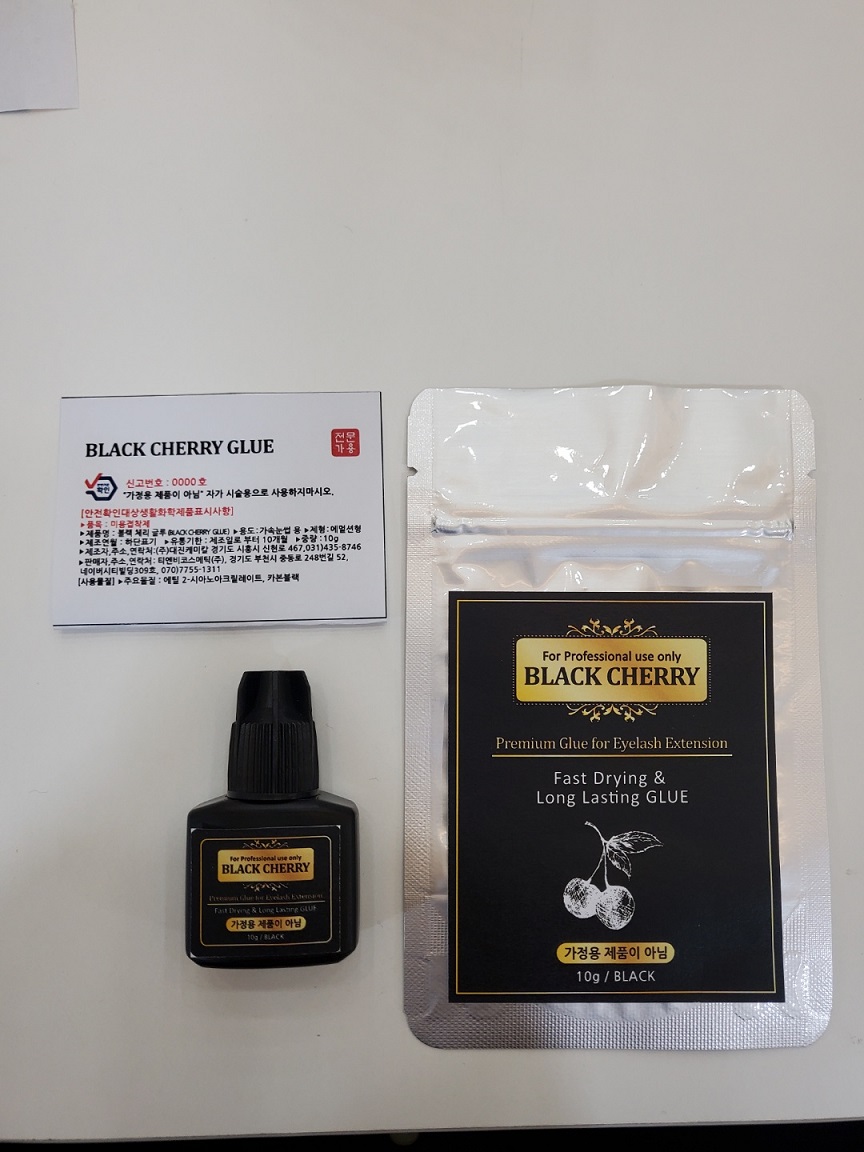 BLACK CHERRY GLUE
전문
가용
확인
신고번호 : 0000호
"가정용 제품이 아님" 자가 시술용으로 사용하지마시오.
[안전확인대상생활화학제품표시사항]
▶품목 : 미용접착제
▶제품명 : 블랙 체리 글루(BLACK CHERRY GLUE) ▶용도:가속눈썹 용 ▶제형:에멀션형
▶제조연월 : 하단표기 ▶유통기한 : 제조일로 부터 10개월 ▶중량 : 10g
▶제조자,주소,연락처:(주)대진케미칼 경기도 시흥시 신현로 467,031)435-8746
▶판매자,주소,연락처: 티엔비코스메틱(주), 경기도 부천시 중동로 248번길 52,
네이버시티빌딩309호, 070)7755-1311
[사용물질] ▶주요물질 : 에틸 2-시아노아크릴레이트, 카본블랙
For Professional use only
BLACK CHERRY
Premium Glue for Eyelash Extension
Fast Drying & Long Lasting GLUE
가정용 제품이 아님
10g / BLACK
For Professional use only
BLACK CHERRY
Premium Glue for Eyelash Extension
Fast Drying &
Long Lasting GLUE
가정용 제품이 아님
10g / BLACK